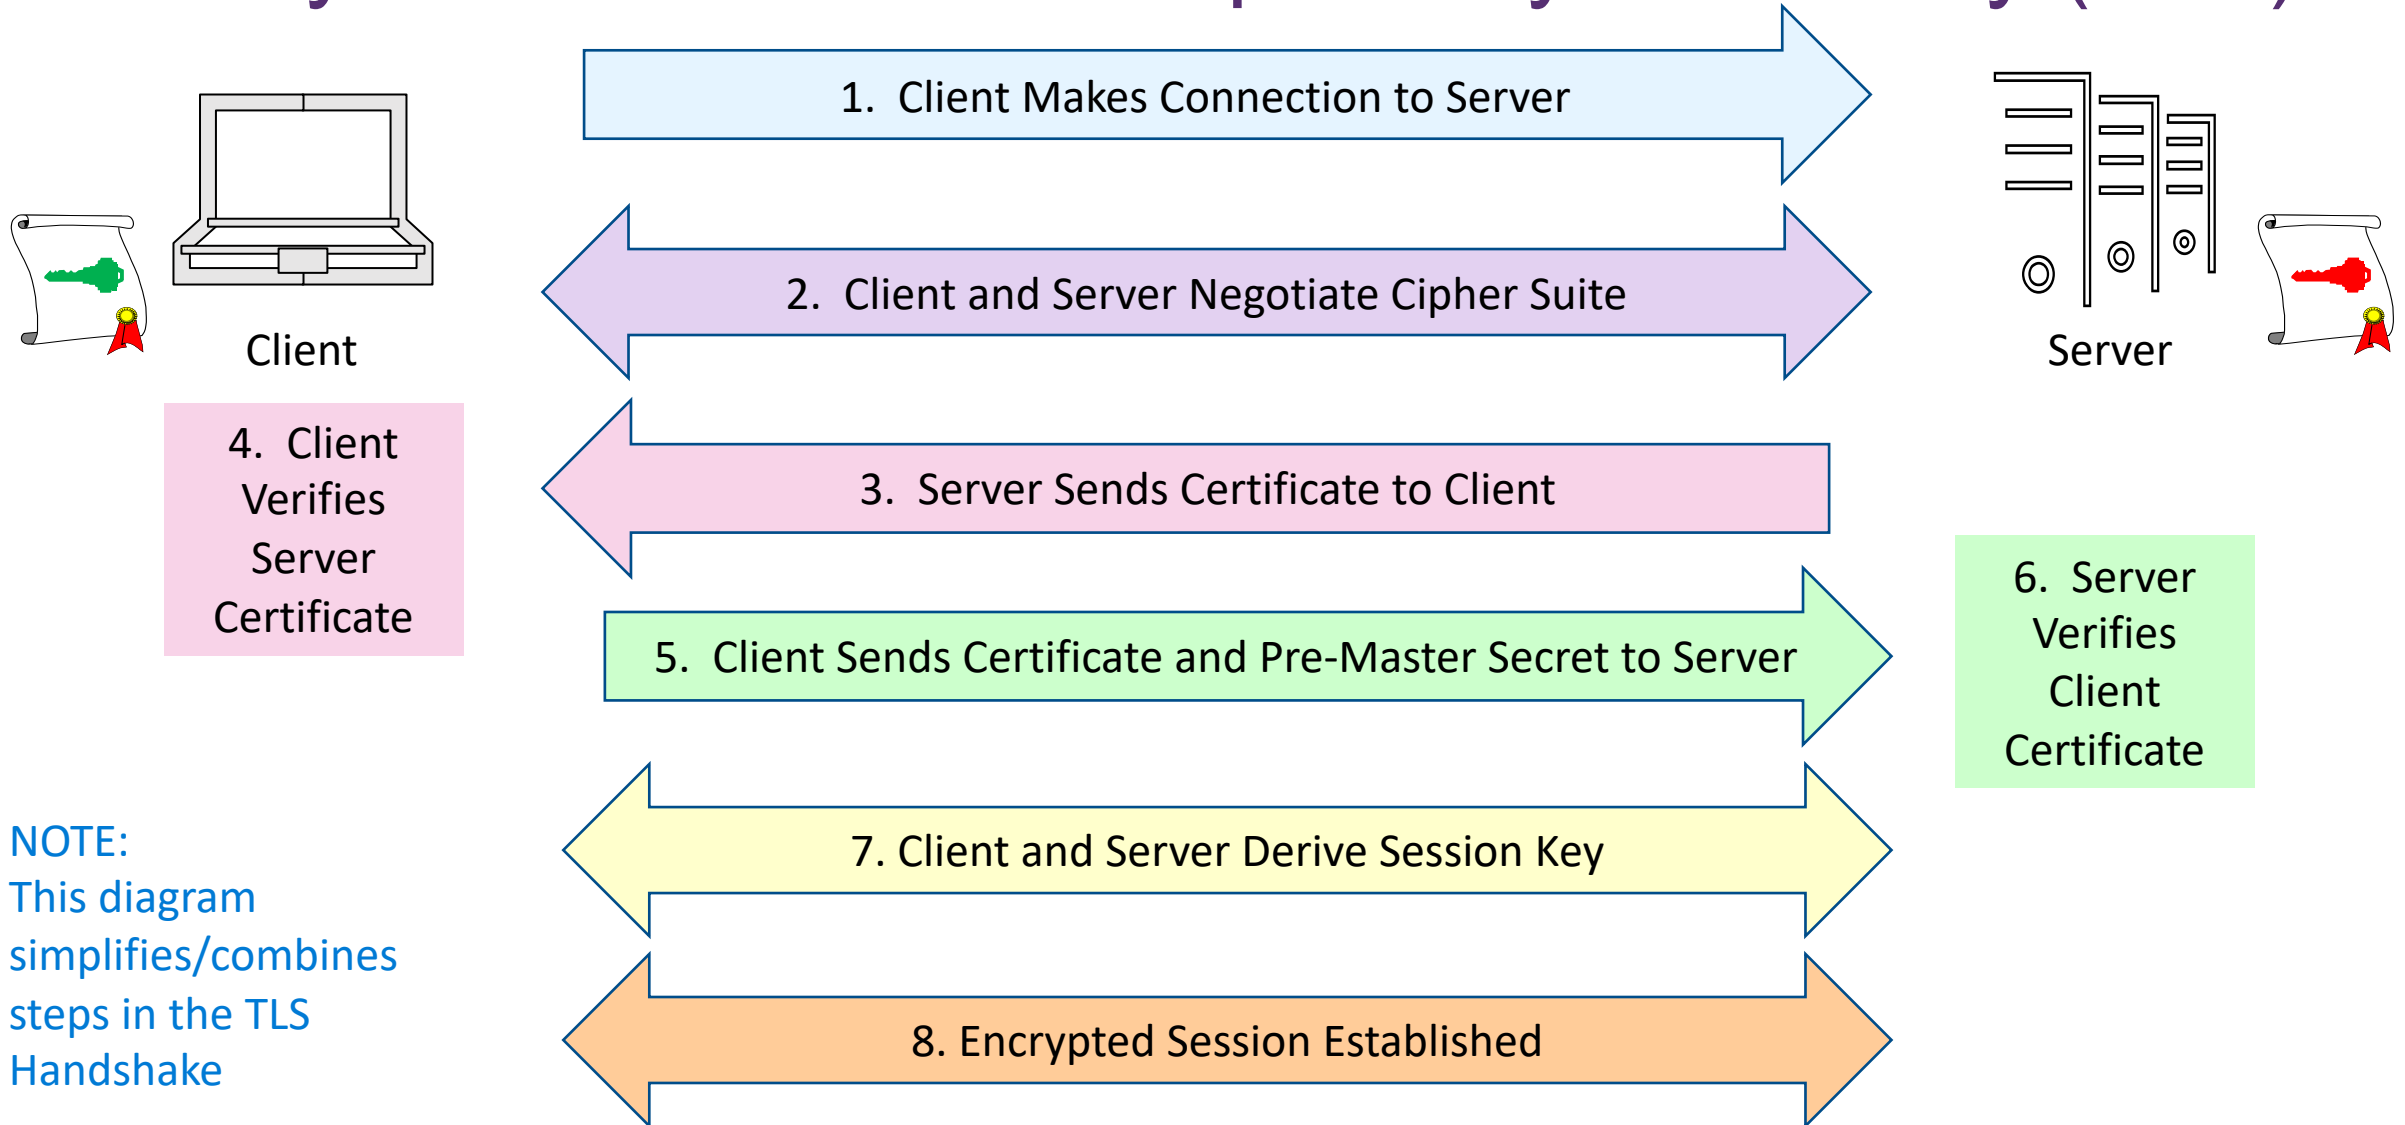 1. Client Makes Connection to Server
2. Client and Server Negotiate Cipher Suite
Client
Server
3. Server Sends Certificate to Client
4. Client
Verifies
Server
Certificate
5. Client Sends Certificate and Pre-Master Secret to Server
6. Server
Verifies
Client
Certificate
7. Client and Server Derive Session Key
NOTE:
This diagram
simplifies/combines
steps in the TLS
Handshake
8. Encrypted Session Established